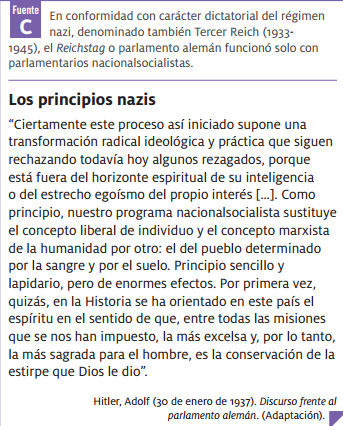 Fuente
C
En conformidad con carácter dictatorial del régimen
nazi, denominado también Tercer Reich (1933-
1945), el Reichstag o parlamento alemán funcionó solo con
parlamentarios nacionalsocialistas.
Los principios nazis
“Ciertamente este proceso así iniciado supone una
transformación radical ideológica y práctica que siguen
rechazando todavía hoy algunos rezagados, porque
está fuera del horizonte espiritual de su inteligencia
o del estrecho egoísmo del propio interés [...]. Como
principio, nuestro programa nacionalsocialista sustituye
el concepto liberal de individuo y el concepto marxista
de la humanidad por otro: el del pueblo determinado
por la sangre y por el suelo. Principio sencillo y
lapidario, pero de enormes efectos. Por primera vez,
quizás, en la Historia se ha orientado en este país el
espíritu en el sentido de que, entre todas las misiones
que se nos han impuesto, la más excelsa y, por lo tanto,
la más sagrada para el hombre, es la conservación de la
estirpe que Dios le dio”.
Hitler, Adolf (30 de enero de 1937). Discurso frente al
parlamento alemán. (Adaptación).